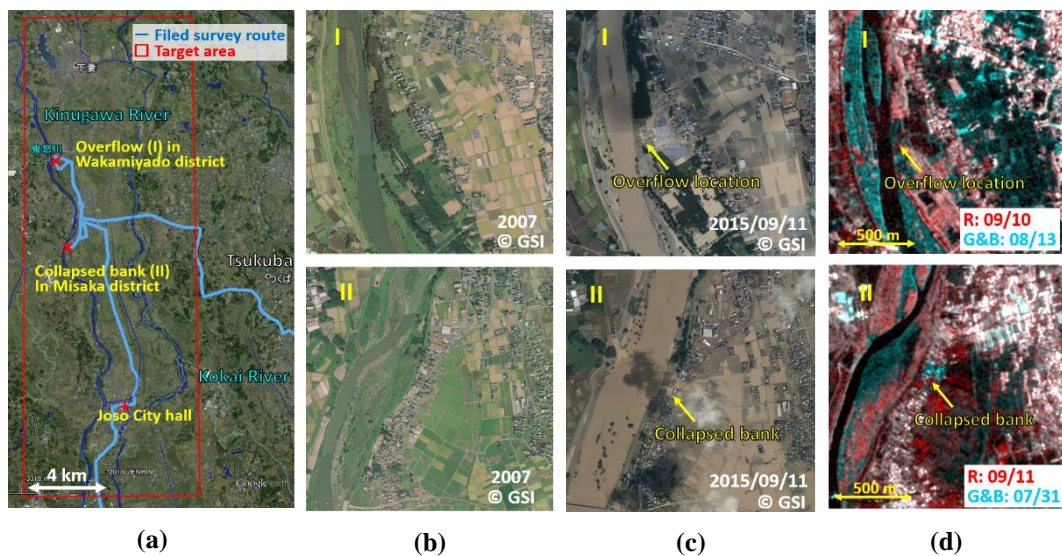 Filed survey route
Target area
下妻
Kinugawa River
鬼怒川
Overflow (I) in
Wakamiyado district
Collapsed bank (II)
In Misaka district
Tsukuba
つくば
Kokai River
Joso City hall
4 km
Google earth
(a)
I
2007
© GSI
II
2007
© GSI
(b)
I
Overflow location
2015/09/11
© GSI
II
Collapsed bank
2015/09/11
© GSI
(c)
I
Overflow location
500 m
R: 09/10
G&B: 08/13
II
Collapsed bank
500 m
R: 09/11
G&B: 07/31
(d)